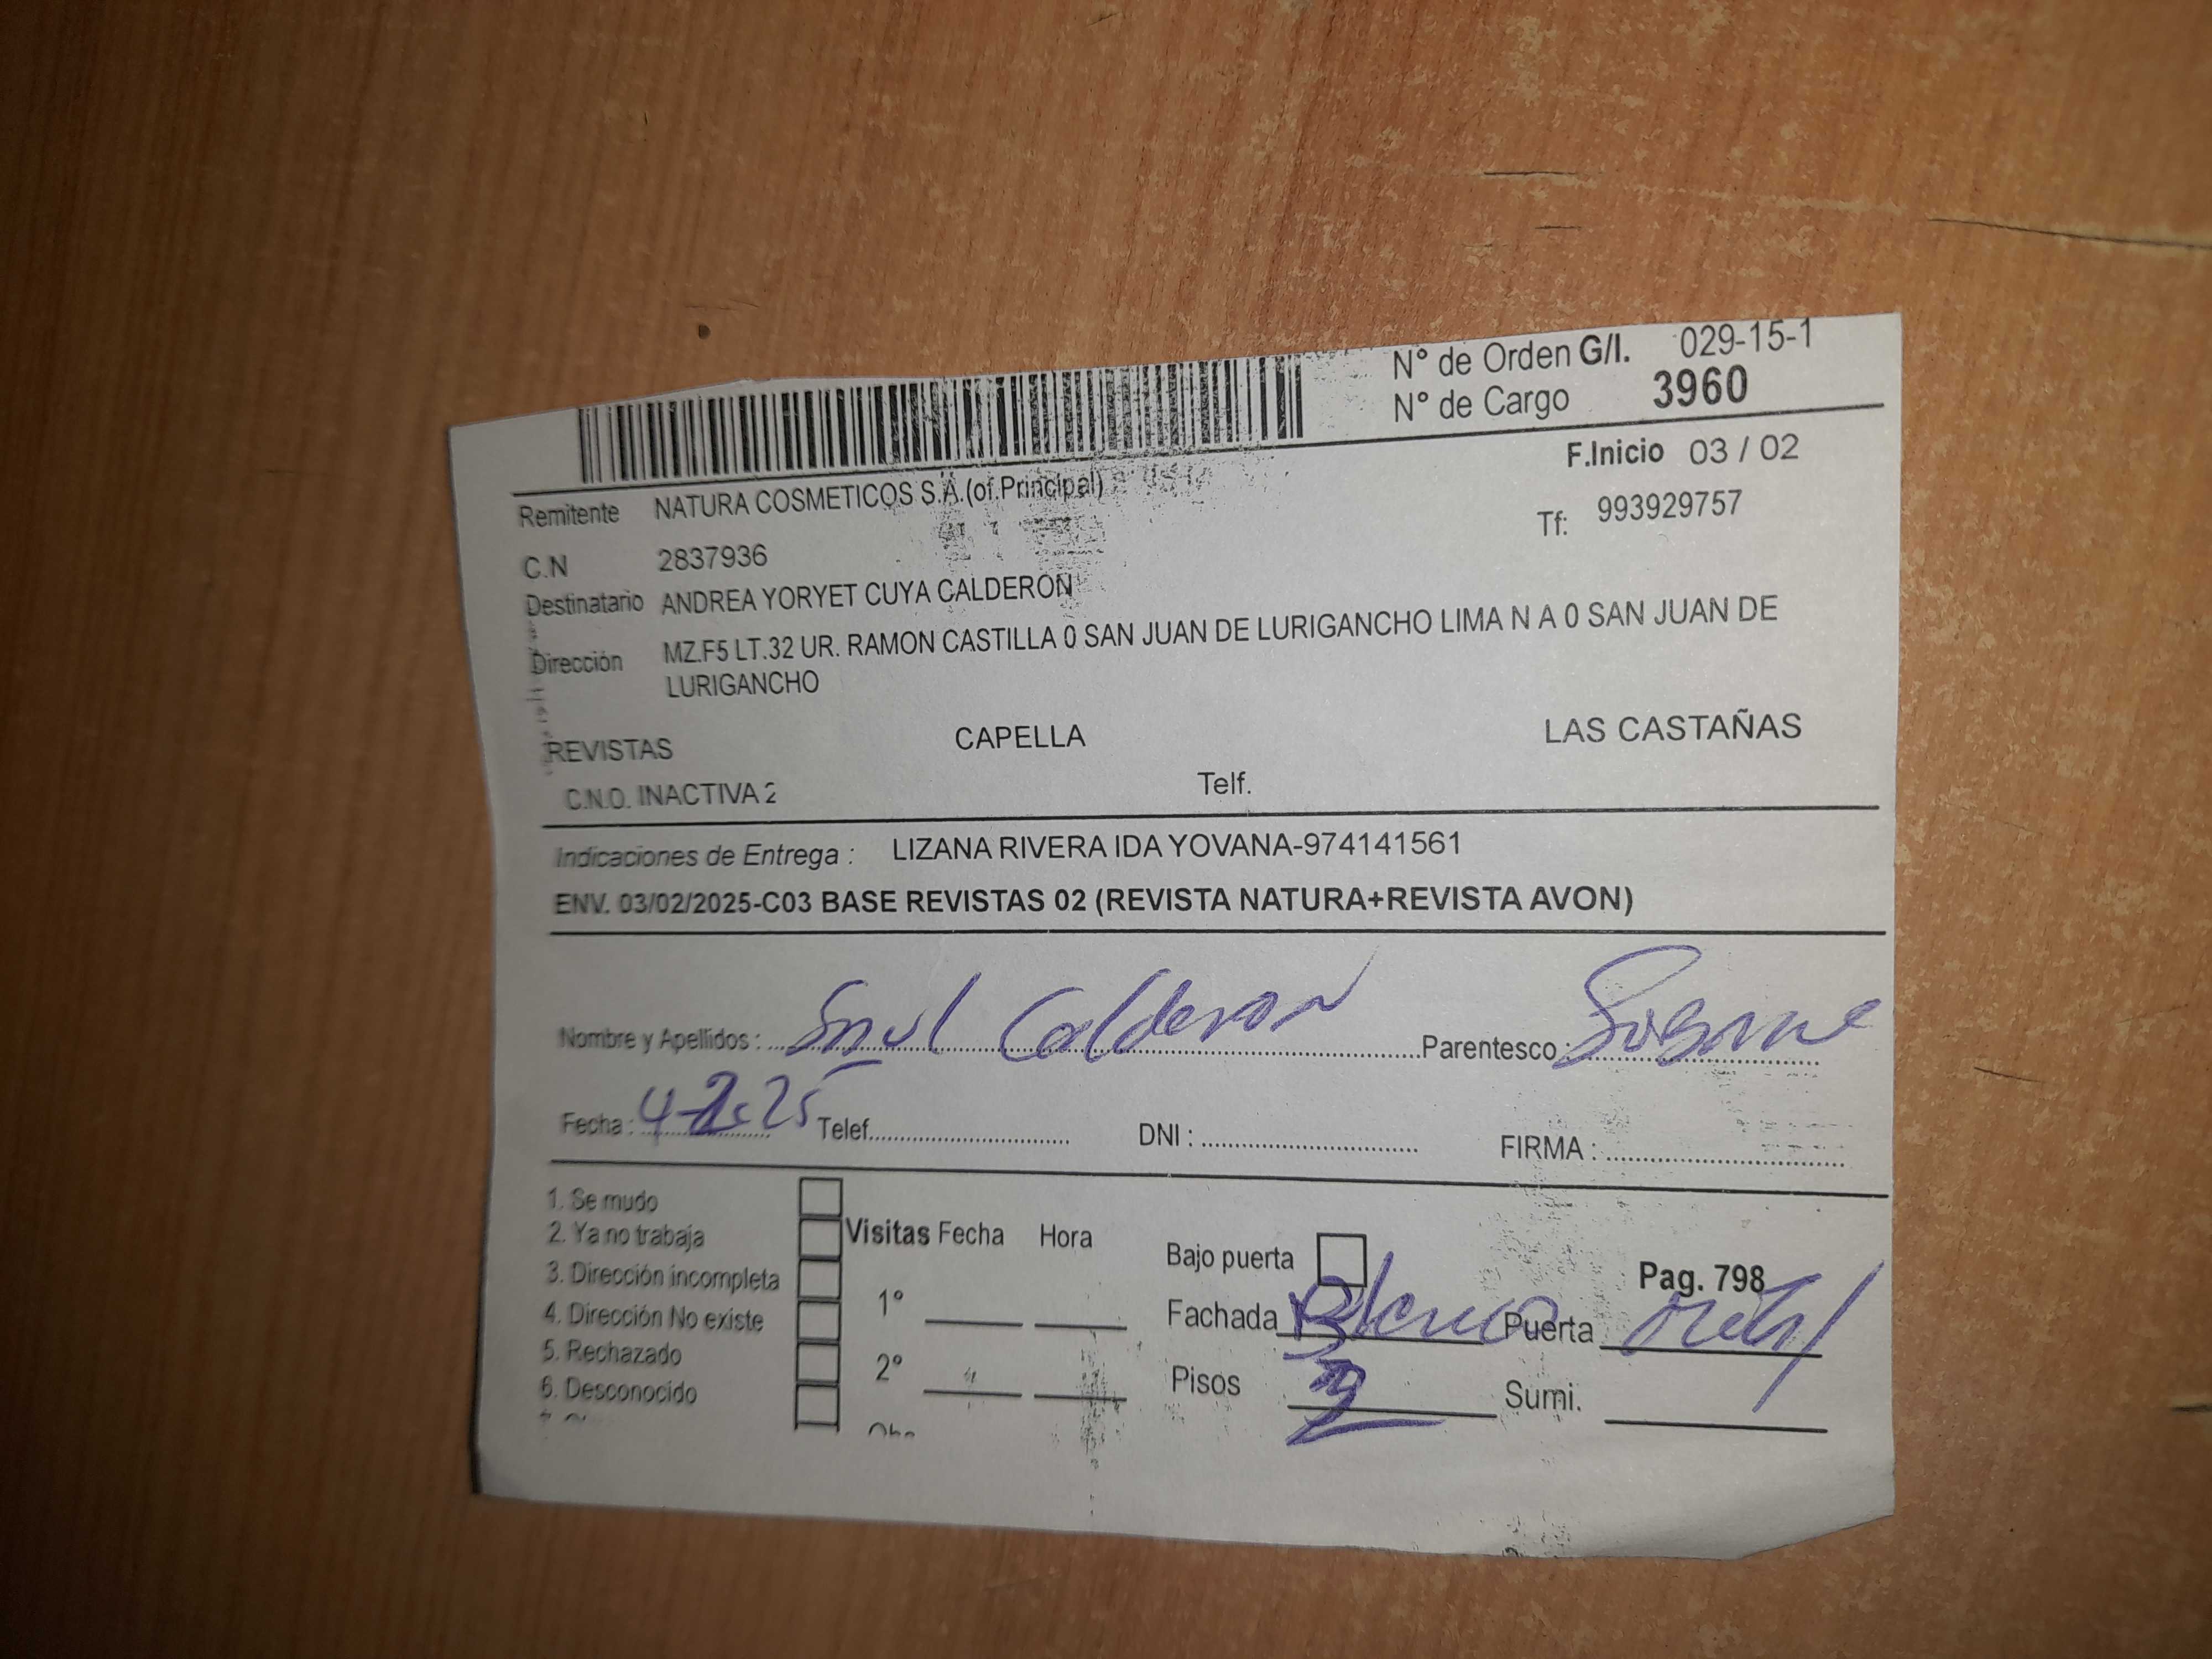 N° de Orden G/I. 029-15-1
N° de Cargo 3960
F.Inicio 03 / 02
Remitente NATURA COSMETICOS S.A.(of.Principal)
Tf: 993929757
C.N 2837936
Destinatario ANDREA YORYET CUYA CALDERON
Dirección MZ.F5 LT.32 UR. RAMON CASTILLA 0 SAN JUAN DE LURIGANCHO LIMA N A 0 SAN JUAN DE
LURIGANCHO
REVISTAS CAPELLA LAS CASTAÑAS
C.N.O. INACTIVA 2 Telf.
Indicaciones de Entrega : LIZANA RIVERA IDA YOVANA-974141561
ENV. 03/02/2025-C03 BASE REVISTAS 02 (REVISTA NATURA+REVISTA AVON)
Nombre y Apellidos : Calderon Parentesco :
Fecha : 4-2-25 Telef. DNI : FIRMA :
1. Se mudo
2. Ya no trabaja
3. Dirección incompleta
4. Dirección No existe
5. Rechazado
6. Desconocido
Visitas Fecha Hora
1°
2°
Bajo puerta
Pag. 798
Fachada Blanco Puerta metal
Pisos Sumi.